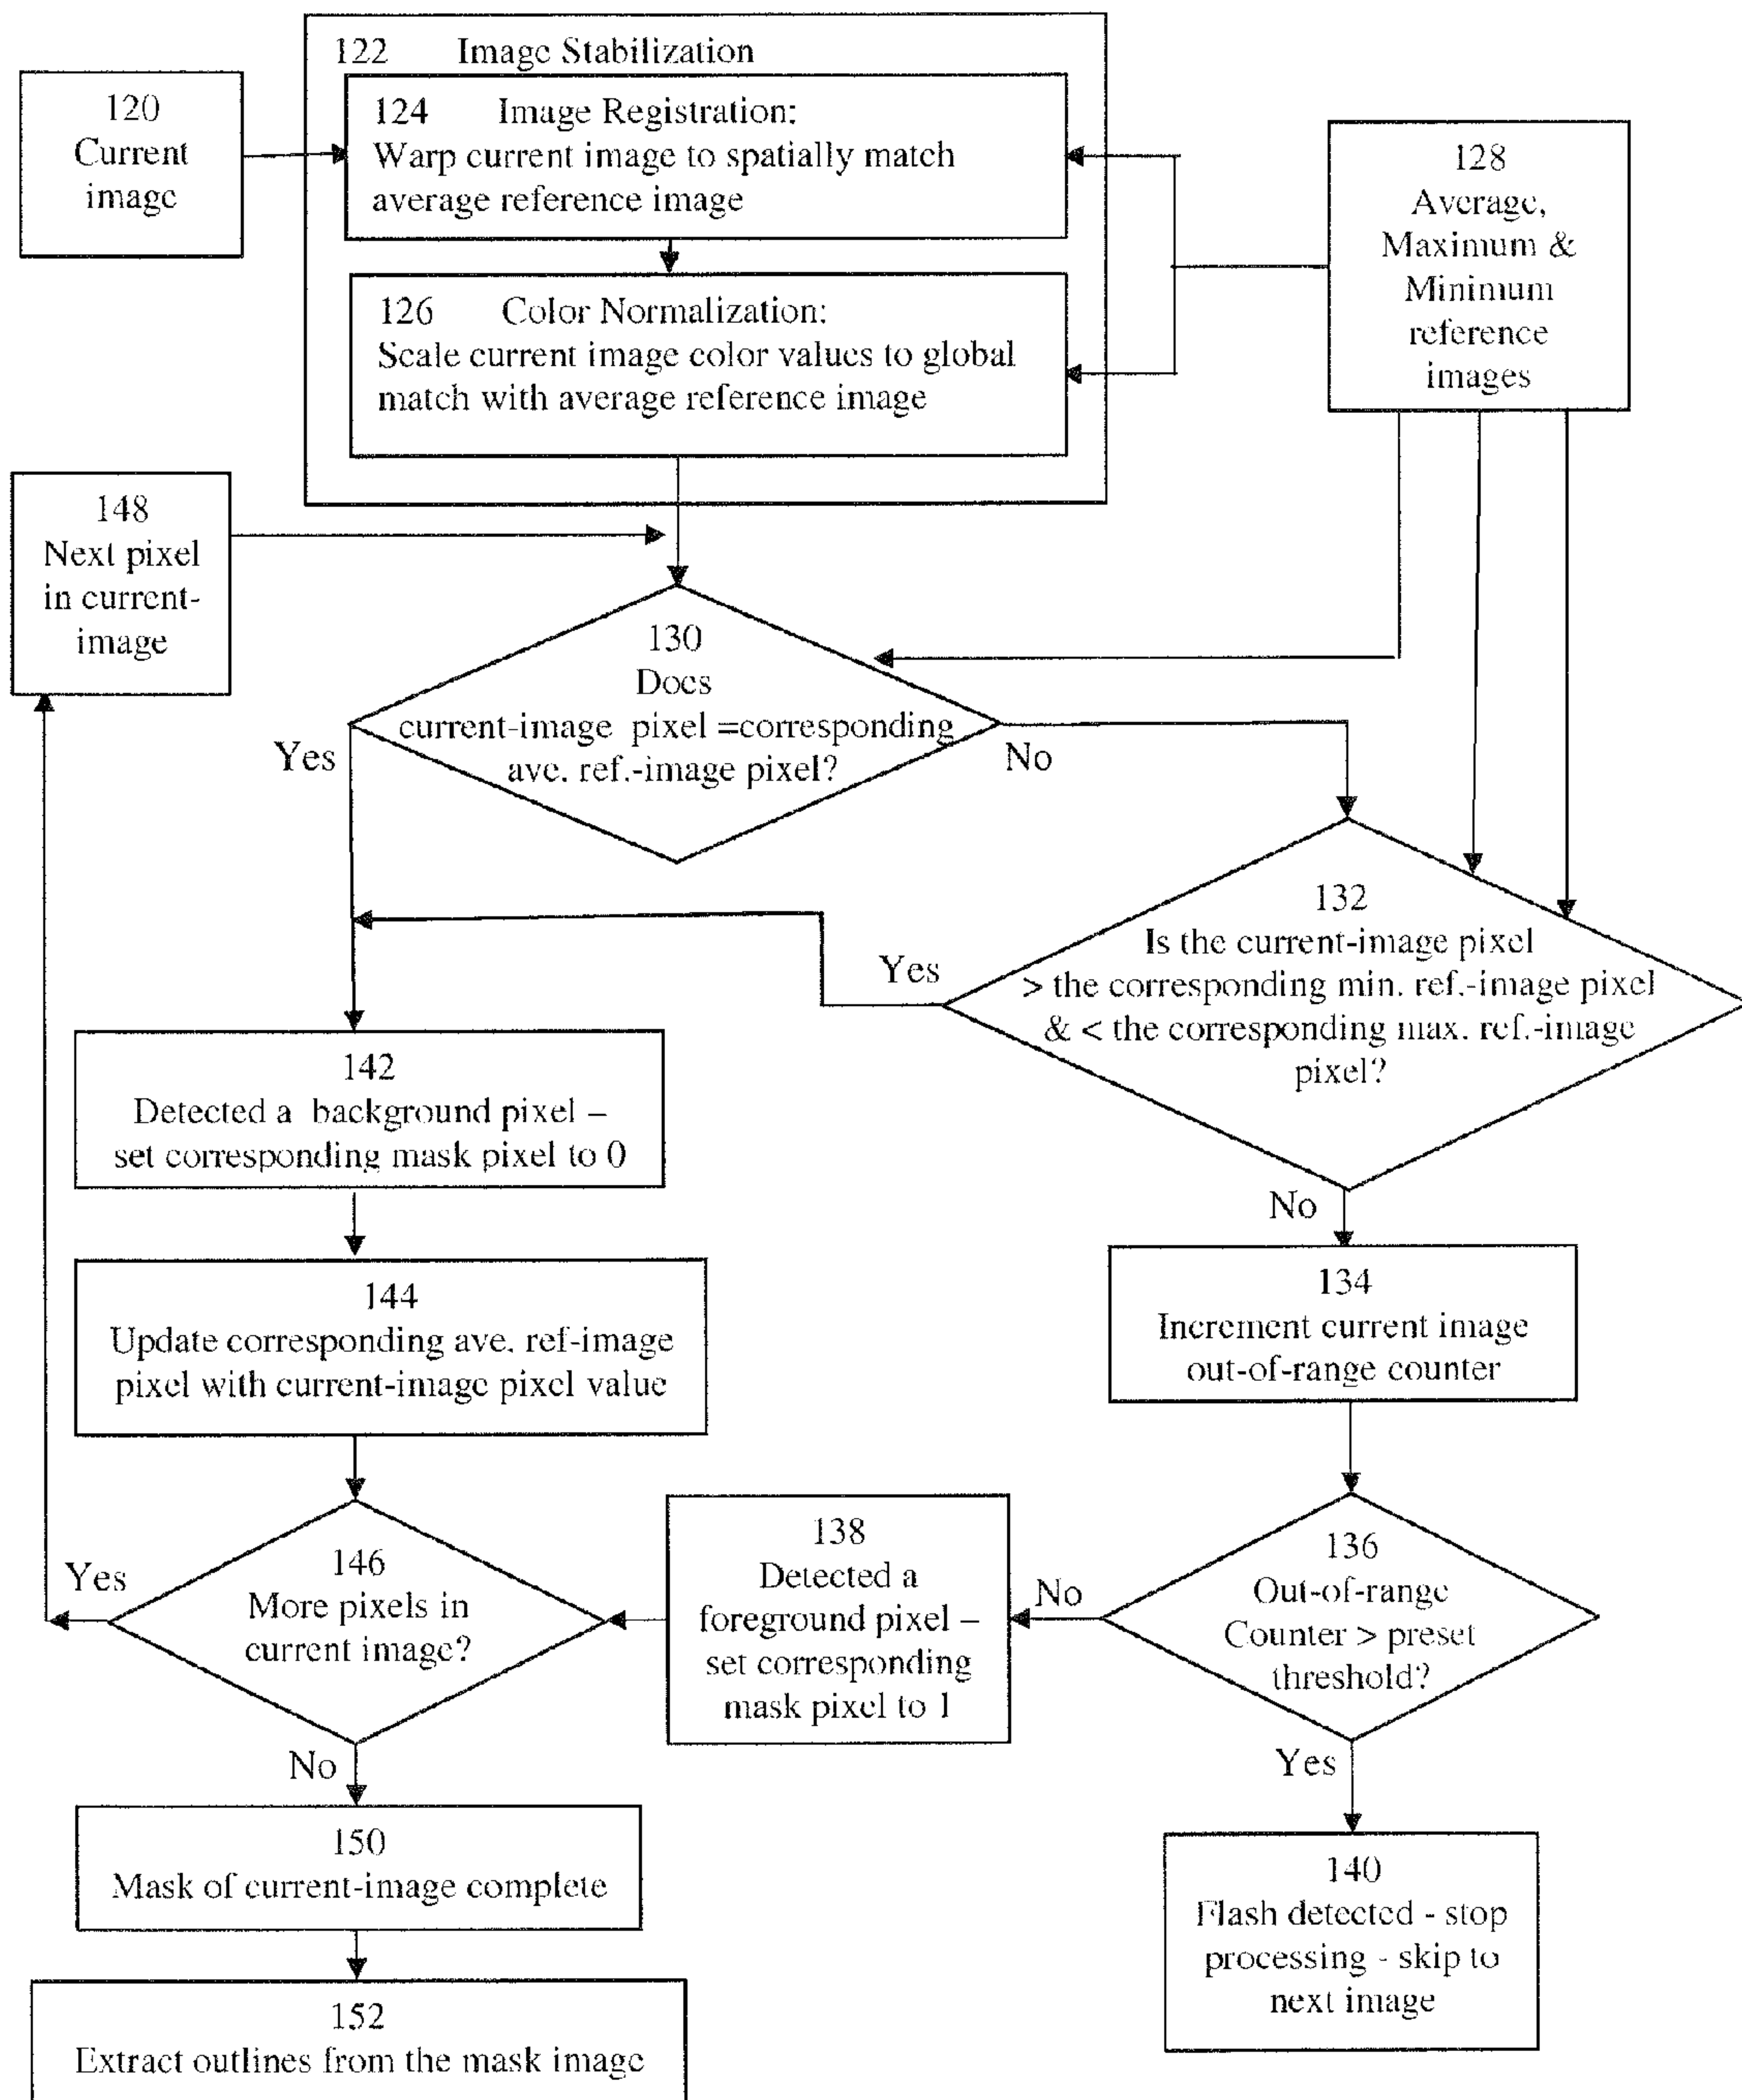 122 Image Stabilization
120
Current
image
124 Image Registration:
Warp current image to spatially match
average reference image
128
Average,
Maximum &
Minimum
reference
images
126 Color Normalization:
Scale current image color values to global
match with average reference image
148
Next pixel
in current-
image
130
Does
current-image pixel =corresponding
ave. ref.-image pixel?
Yes
No
132
Is the current-image pixel
> the corresponding min. ref.-image pixel
& < the corresponding max. ref.-image
pixel?
Yes
No
142
Detected a background pixel –
set corresponding mask pixel to 0
144
Update corresponding ave. ref-image
pixel with current-image pixel value
134
Increment current image
out-of-range counter
136
Out-of-range
Counter > preset
threshold?
No
Yes
138
Detected a
foreground pixel –
set corresponding
mask pixel to 1
146
More pixels in
current image?
Yes
No
150
Mask of current-image complete
140
Flash detected - stop
processing - skip to
next image
152
Extract outlines from the mask image